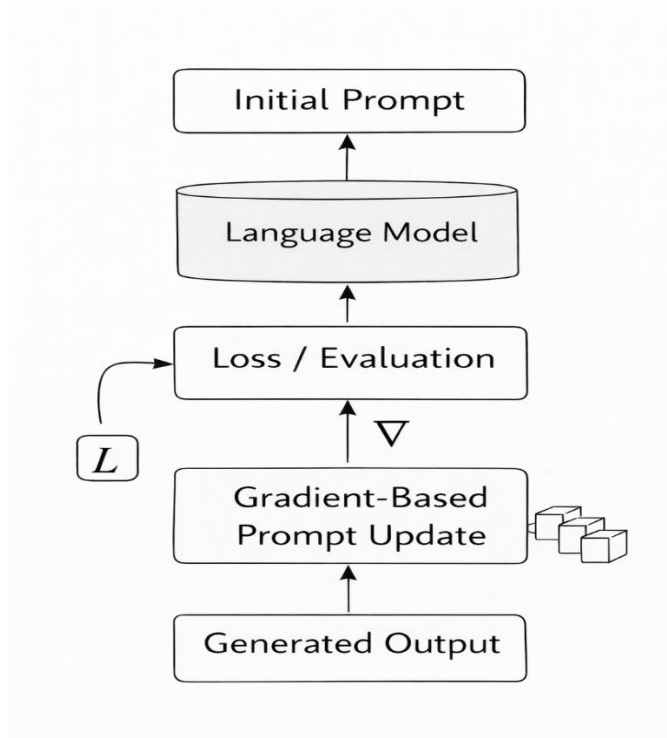 Initial Prompt
Language Model
Loss / Evaluation
∇
L
Gradient-Based
Prompt Update
Generated Output